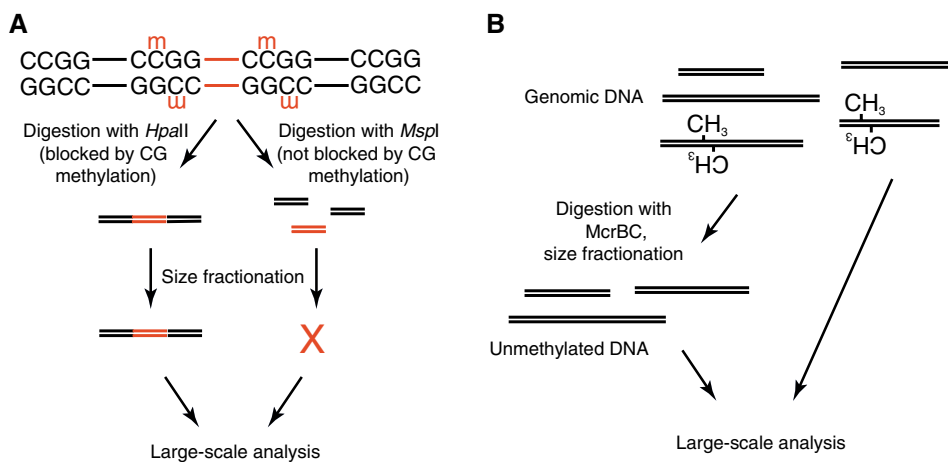 A
m m
CCGG CCGG CCGG CCGG
GGCC GGCC GGCC GGCC
m m
Digestion with HpaII
(blocked by CG
methylation)
Digestion with MspI
(not blocked by CG
methylation)
Size fractionation
X
Large-scale analysis
B
Genomic DNA
CH3
CH3
CH3
CH3
Digestion with
McrBC,
size fractionation
Unmethylated DNA
Large-scale analysis